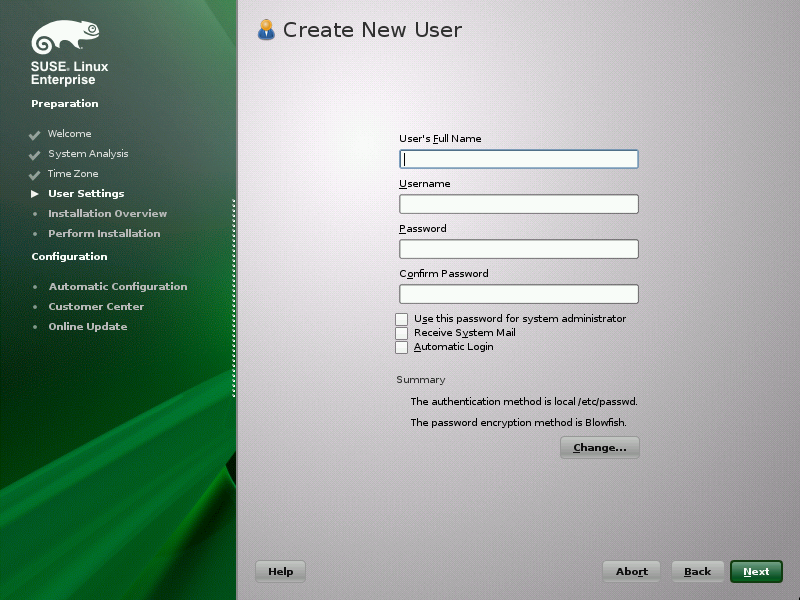 SUSE. Linux
Enterprise
Preparation
Welcome
System Analysis
Time Zone
User Settings
Installation Overview
Perform Installation
Configuration
Automatic Configuration
Customer Center
Online Update
Create New User
User's Full Name
Username
Password
Confirm Password
Use this password for system administrator
Receive System Mail
Automatic Login
Summary
The authentication method is local /etc/passwd.
The password encryption method is Blowfish.
Change...
Help
Abort
Back
Next